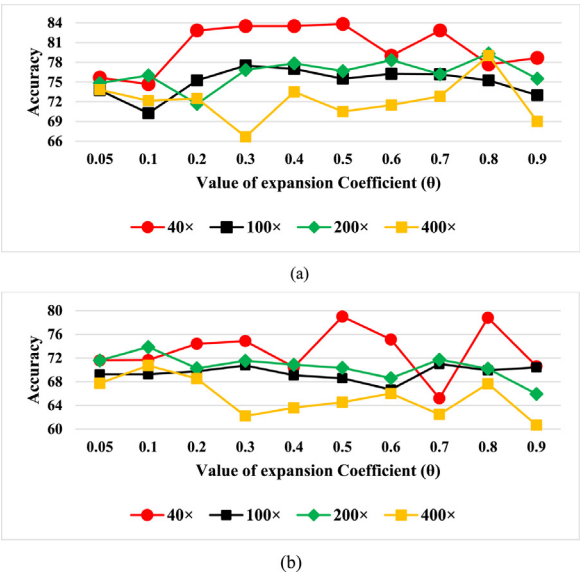 84
81
78
75
72
69
66
Accuracy
0.05 0.1 0.2 0.3 0.4 0.5 0.6 0.7 0.8 0.9
Value of expansion Coefficient (θ)
40× 100× 200× 400×
(a)
80
76
72
68
64
60
Accuracy
0.05 0.1 0.2 0.3 0.4 0.5 0.6 0.7 0.8 0.9
Value of expansion Coefficient (θ)
40× 100× 200× 400×
(b)